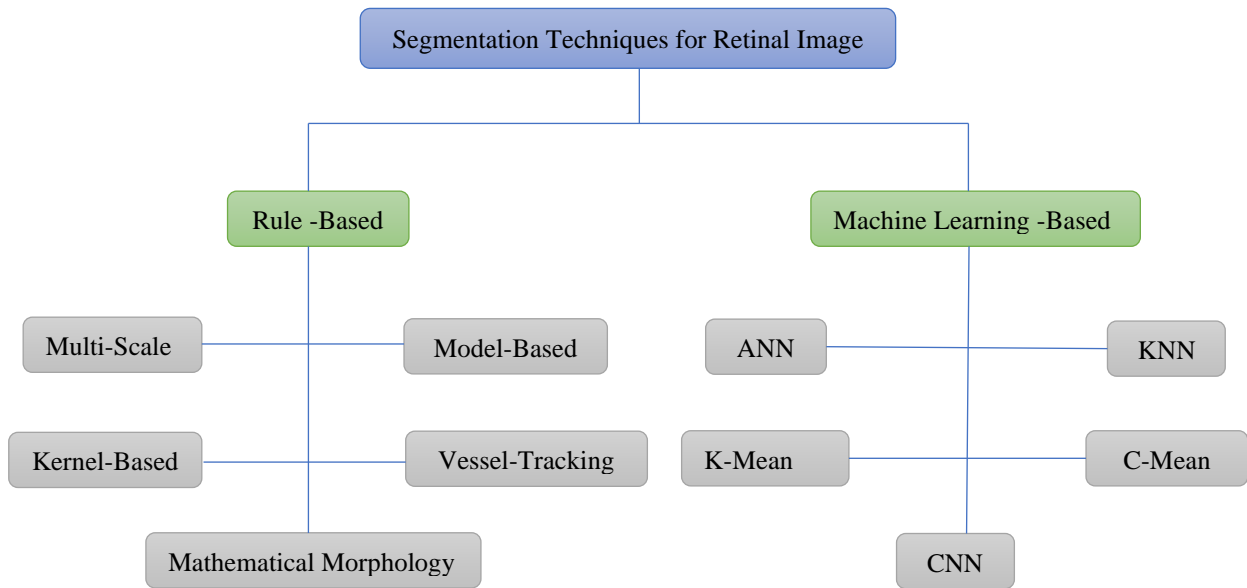 Segmentation Techniques for Retinal Image
Rule -Based
Machine Learning -Based
Multi-Scale
Model-Based
ANN
KNN
Kernel-Based
Vessel-Tracking
K-Mean
C-Mean
Mathematical Morphology
CNN